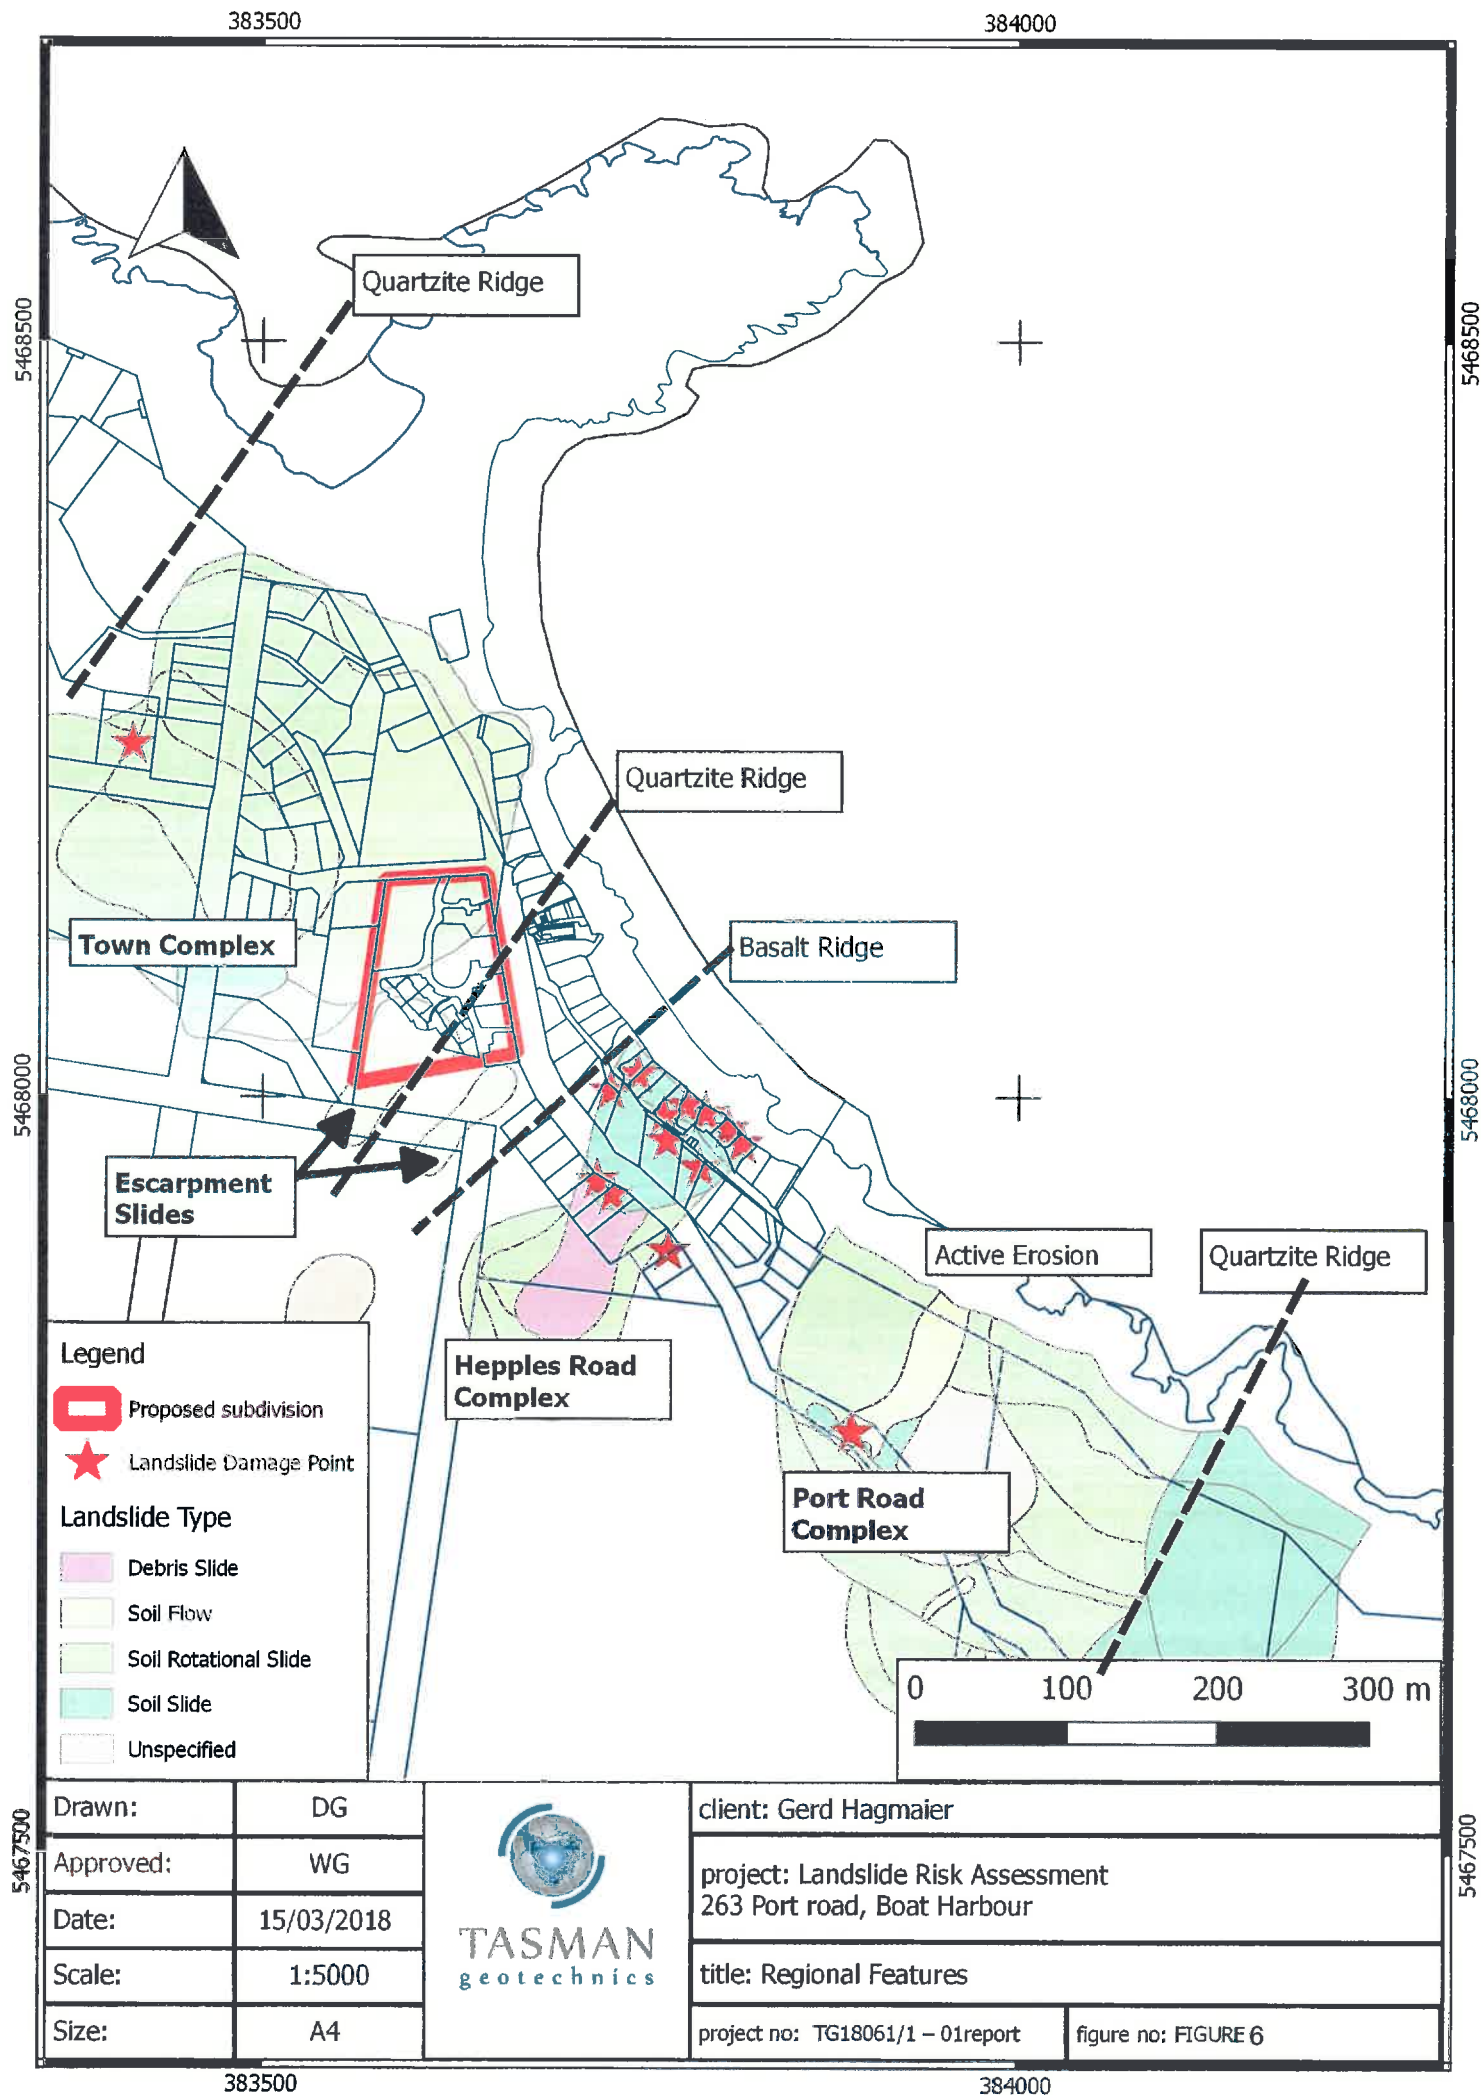 383500
384000
Quartzite Ridge
5468500
5468500
Quartzite Ridge
Town Complex
Basalt Ridge
5468000
5468000
Escarpment
Slides
Active Erosion
Quartzite Ridge
Hepples Road
Complex
Port Road
Complex
Legend
Proposed subdivision
Landslide Damage Point
Landslide Type
Debris Slide
Soil Flow
Soil Rotational Slide
Soil Slide
Unspecified
0 100 200 300 m
5467500
5467500
Drawn: DG
Approved: WG
Date: 15/03/2018
Scale: 1:5000
Size: A4
TASMAN
geotechnics
client: Gerd Hagmaier
project: Landslide Risk Assessment
263 Port road, Boat Harbour
title: Regional Features
project no: TG18061/1 – 01report
figure no: FIGURE 6
383500
384000